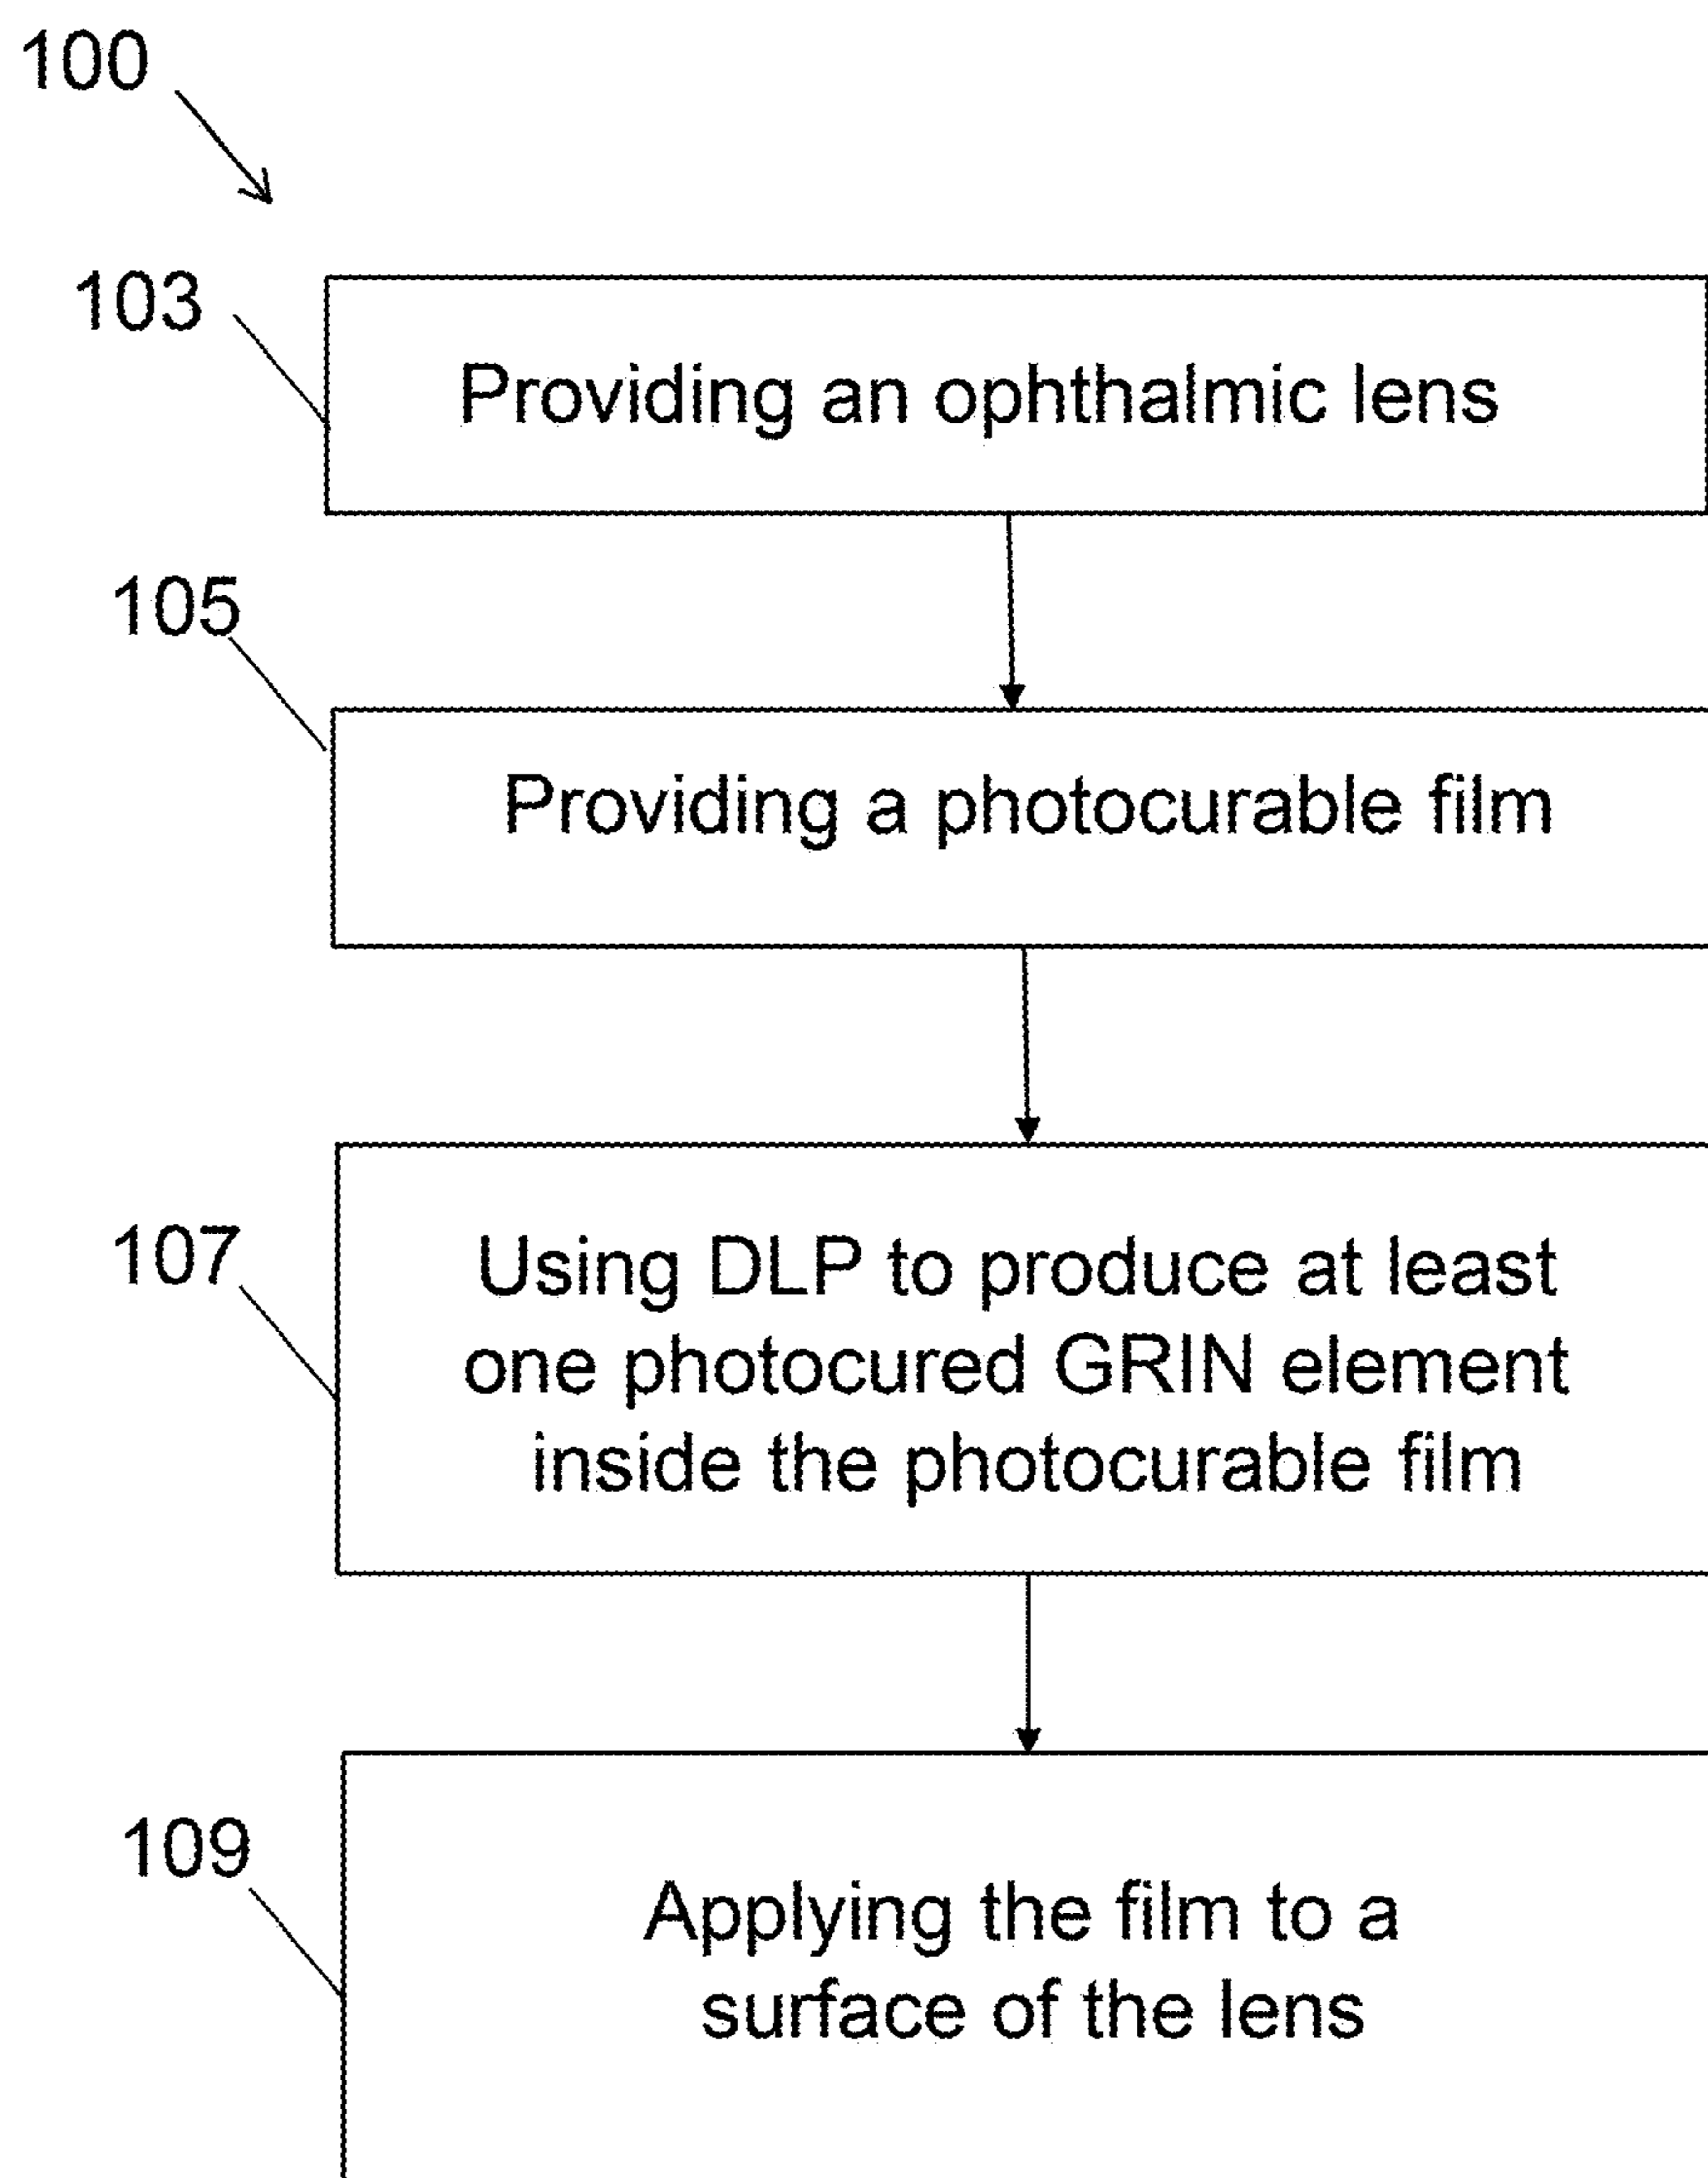 100
103
Providing an ophthalmic lens
105
Providing a photocurable film
107
Using DLP to produce at least
one photocured GRIN element
inside the photocurable film
109
Applying the film to a
surface of the lens